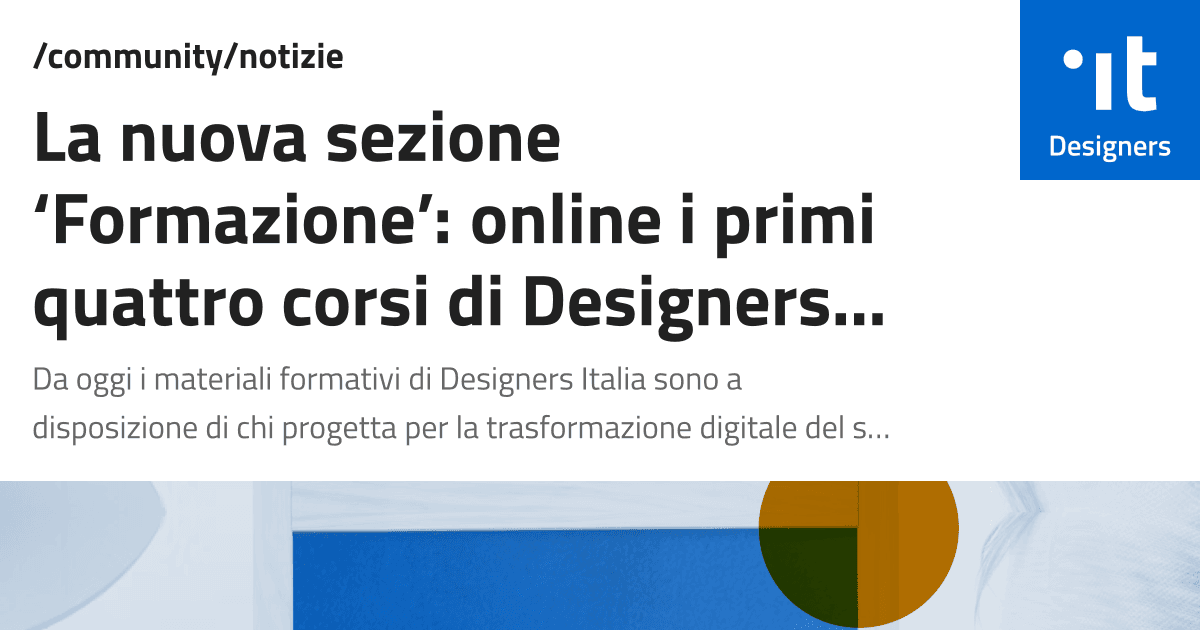 /community/notizie
La nuova sezione
‘Formazione’: online i primi
quattro corsi di Designers...
Da oggi i materiali formativi di Designers Italia sono a
disposizione di chi progetta per la trasformazione digitale del s...
it
Designers